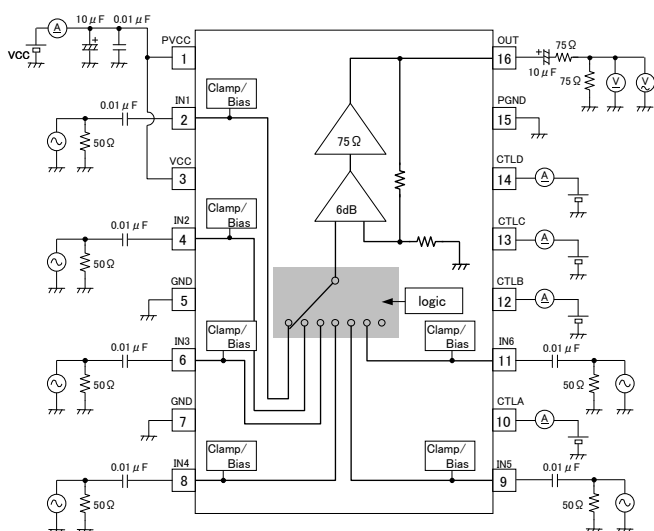 A
10μF 0.01μF
VCC
PVCC
1
0.01μF
IN1
2
50Ω
Clamp/
Bias
VCC
3
0.01μF
IN2
4
50Ω
Clamp/
Bias
GND
5
0.01μF
IN3
6
50Ω
Clamp/
Bias
GND
7
0.01μF
IN4
8
50Ω
Clamp/
Bias
75Ω
6dB
logic
OUT
16
+
10μF
75Ω
75Ω
V
V
PGND
15
CTLD
14
A
CTLC
13
A
CTLB
12
A
Clamp/
Bias
IN6
11
0.01μF
50Ω
CTLA
10
A
Clamp/
Bias
IN5
9
0.01μF
50Ω